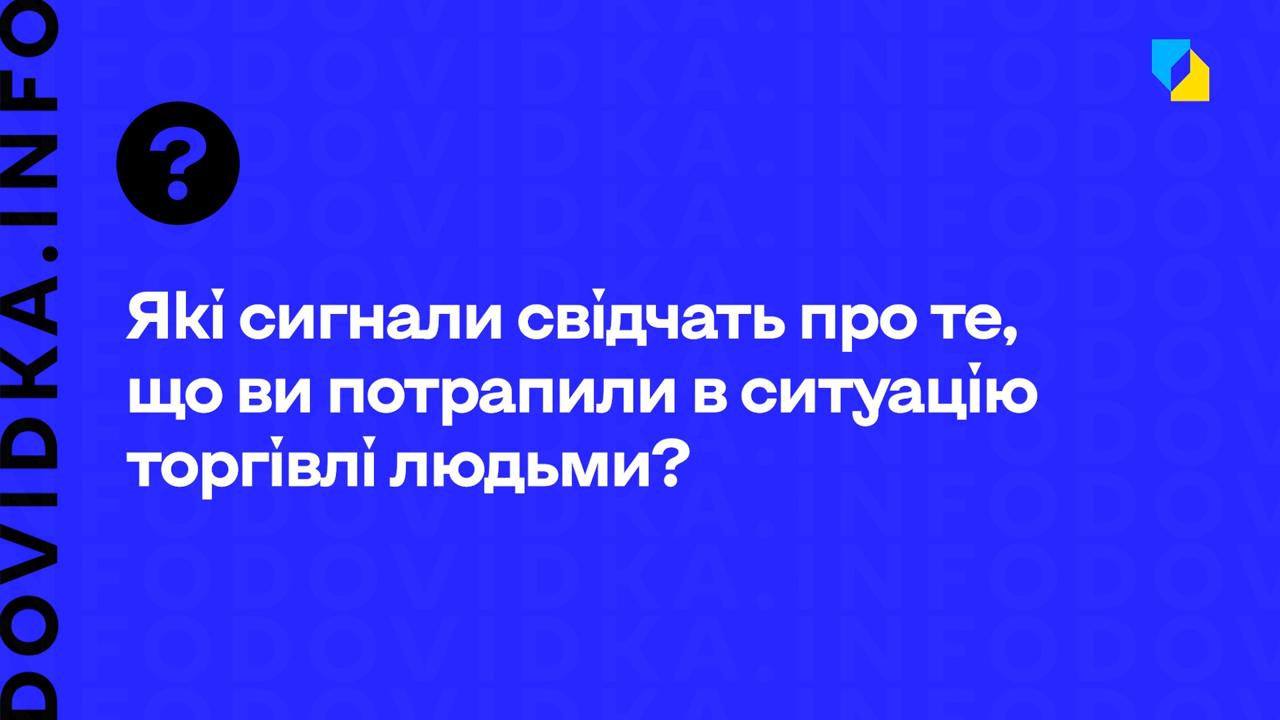 DOVIDKA.INFO
Які сигнали свідчать про те,
що ви потрапили в ситуацію
торгівлі людьми?